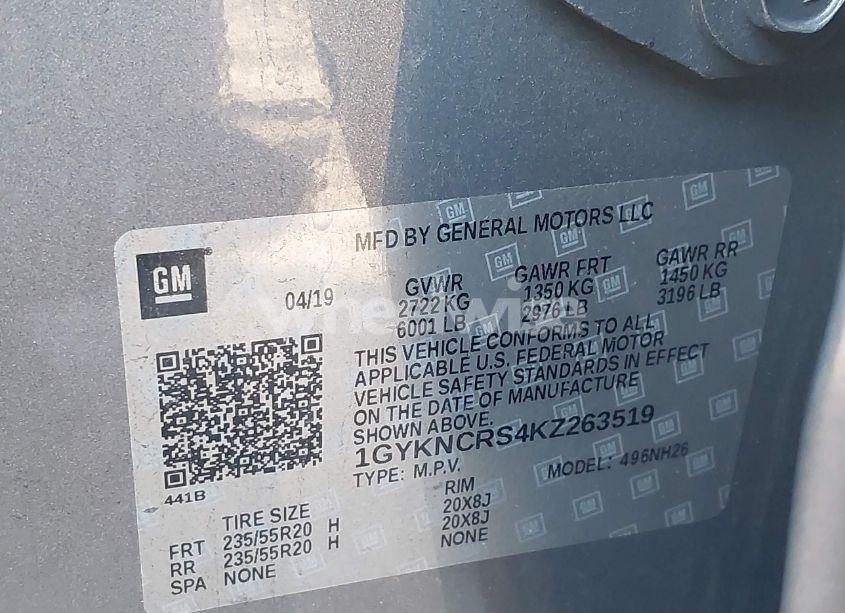 MFD BY GENERAL MOTORS LLC
GM
04/19 GVWR GAWR FRT GAWR RR
2722 KG 1350 KG 1450 KG
6001 LB 2976 LB 3196 LB
THIS VEHICLE CONFORMS TO ALL
APPLICABLE U.S. FEDERAL MOTOR
VEHICLE SAFETY STANDARDS IN EFFECT
ON THE DATE OF MANUFACTURE
SHOWN ABOVE.
1GYKNCRS4KZ263519
TYPE: M.P.V. MODEL: 496NH26
441B
TIRE SIZE RIM
FRT 235/55R20 H 20X8J
RR 235/55R20 H 20X8J
SPA NONE NONE